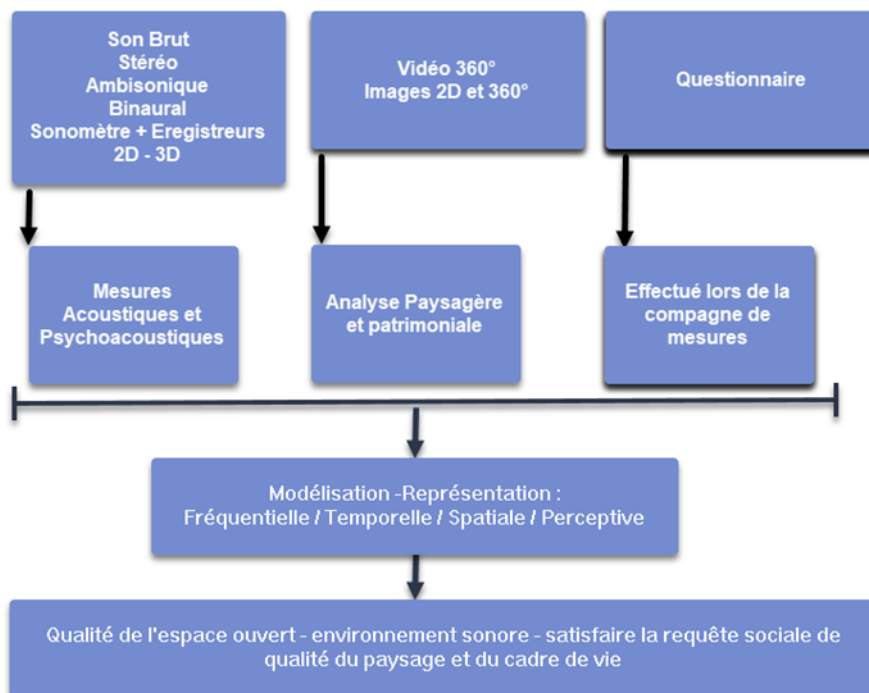 Son Brut
Stéréo
Ambisonique
Binaural
Sonomètre + Eregistreurs
2D - 3D
Vidéo 360°
Images 2D et 360°
Questionnaire
Mesures
Acoustiques et
Psychoacoustiques
Analyse Paysagère
et patrimoniale
Effectué lors de la
compagne de
mesures
Modélisation -Représentation :
Fréquentielle / Temporelle / Spatiale / Perceptive
Qualité de l'espace ouvert - environnement sonore - satisfaire la requête sociale de
qualité du paysage et du cadre de vie